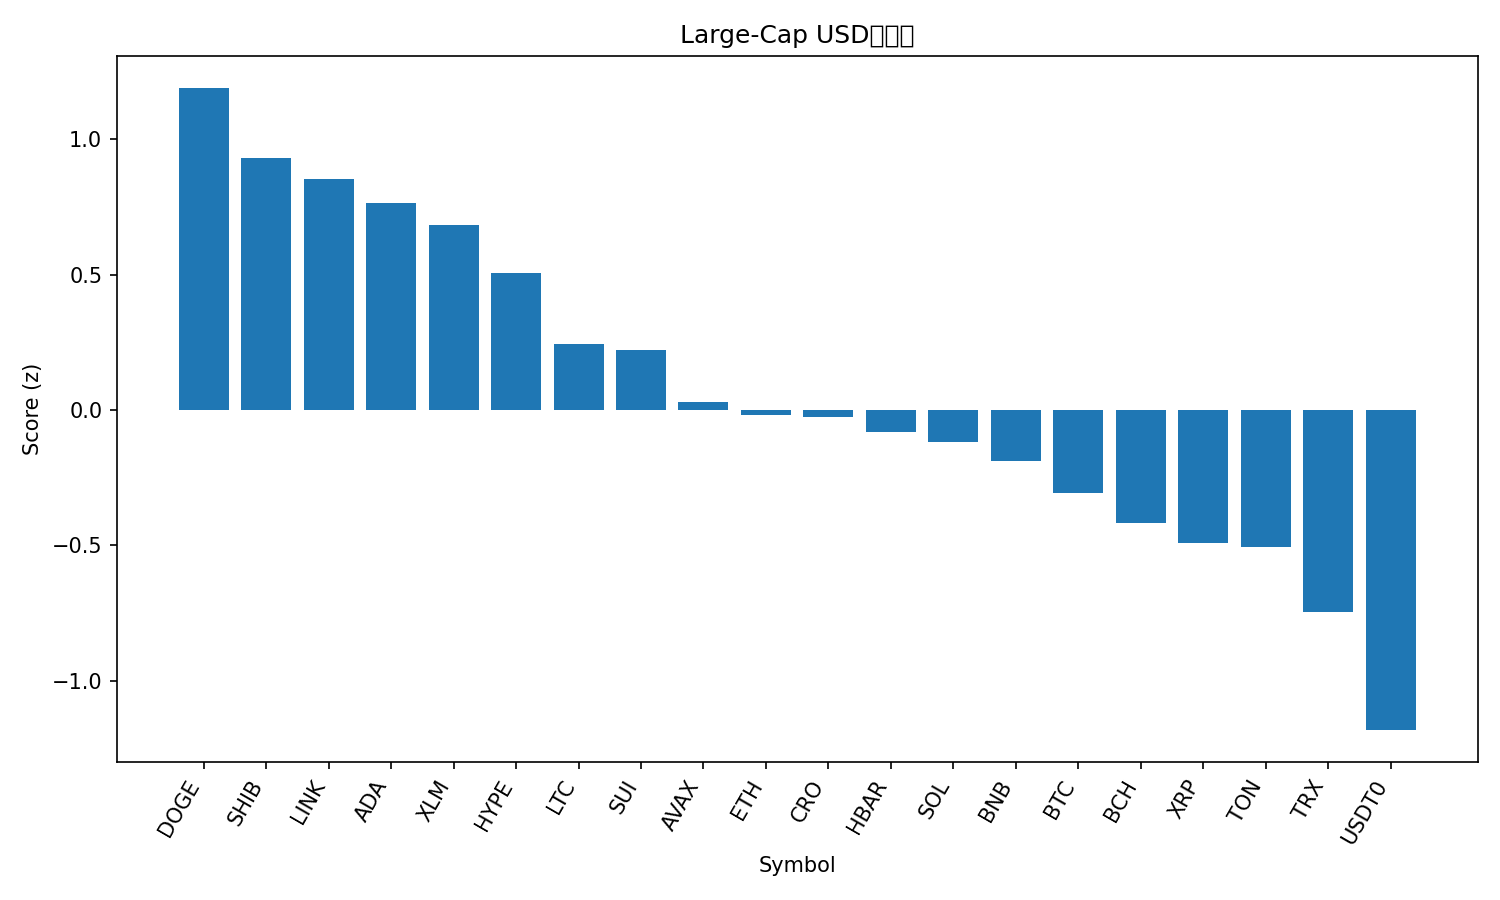 Large-Cap USD
Score (z)
1.0
0.5
0.0
−0.5
−1.0
DOGE
SHIB
LINK
ADA
XLM
HYPE
LTC
SUI
AVAX
ETH
CRO
HBAR
SOL
BNB
BTC
BCH
XRP
TON
TRX
USDT0
Symbol